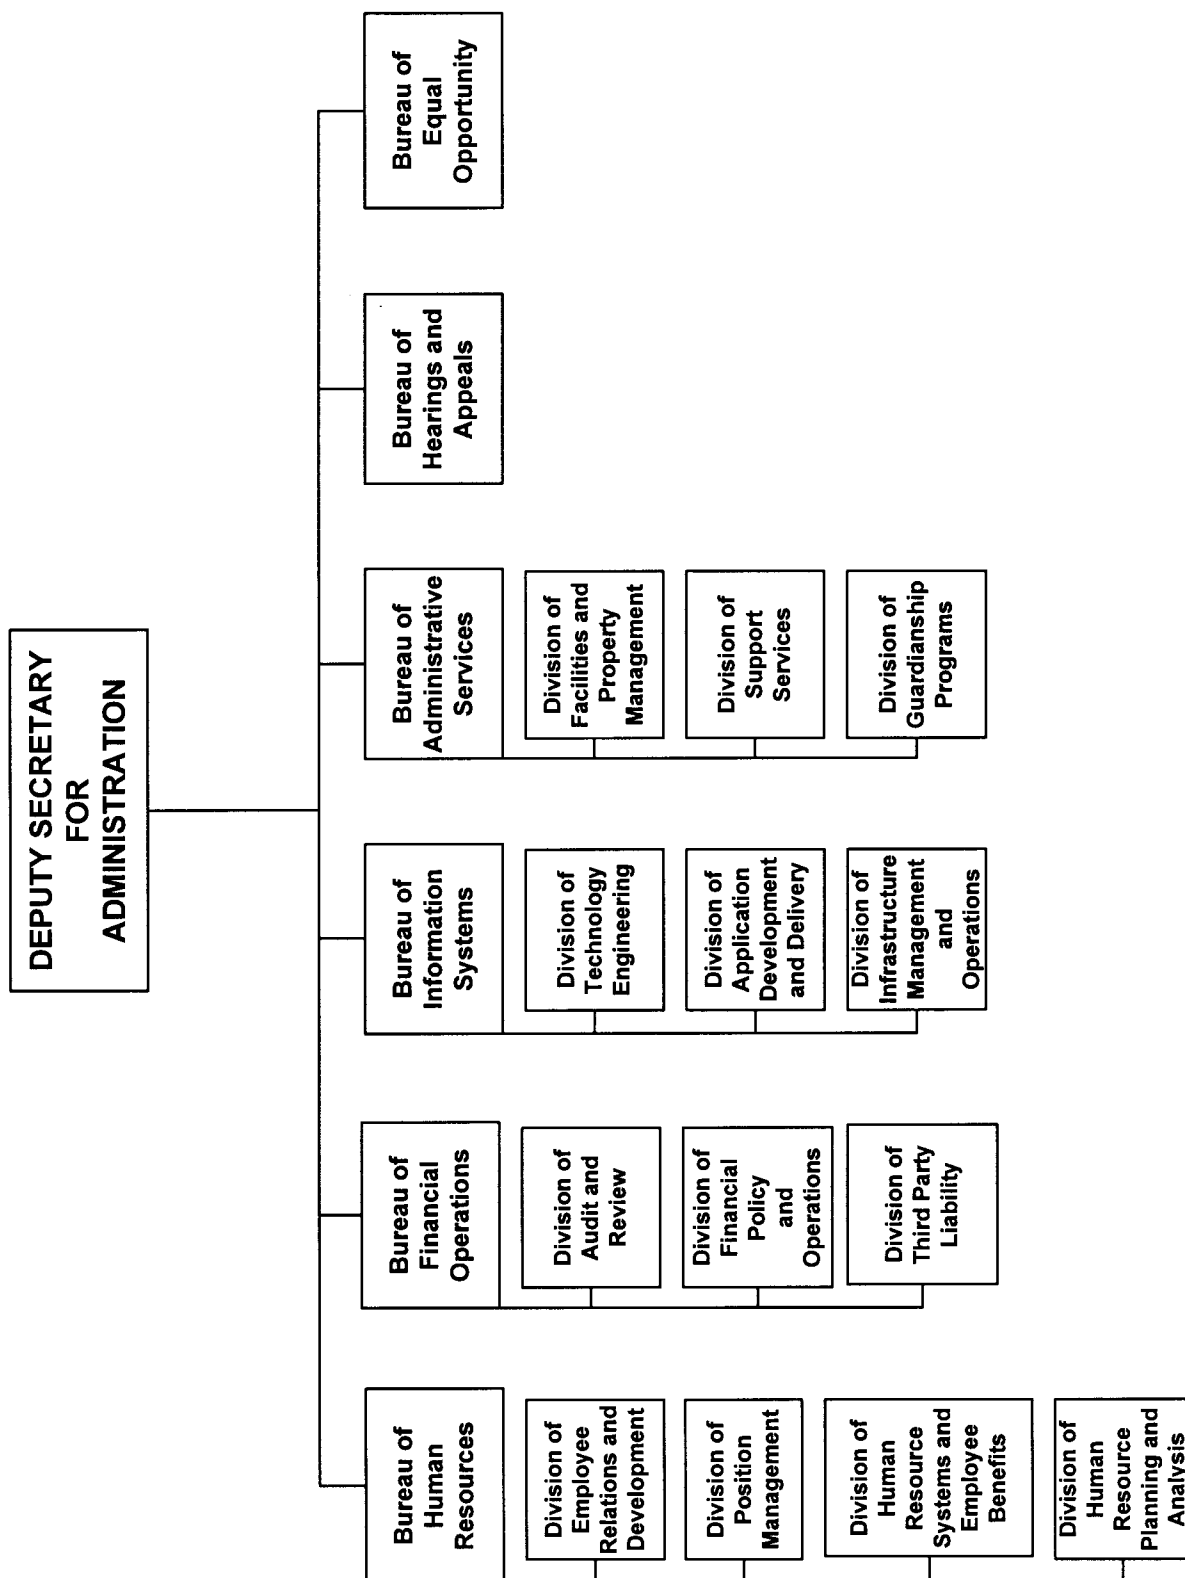 DEPUTY SECRETARY
FOR
ADMINISTRATION
Bureau of
Human
Resources
Division of
Employee
Relations and
Development
Division of
Position
Management
Division of
Human
Resource
Systems and
Employee
Benefits
Division of
Human
Resource
Planning and
Analysis
Bureau of
Financial
Operations
Division of
Audit and
Review
Division of
Financial
Policy
and
Operations
Division of
Third Party
Liability
Bureau of
Information
Systems
Division of
Technology
Engineering
Division of
Application
Development
and Delivery
Division of
Infrastructure
Management
and
Operations
Bureau of
Administrative
Services
Division of
Facilities and
Property
Management
Division of
Support
Services
Division of
Guardianship
Programs
Bureau of
Hearings and
Appeals
Bureau of
Equal
Opportunity